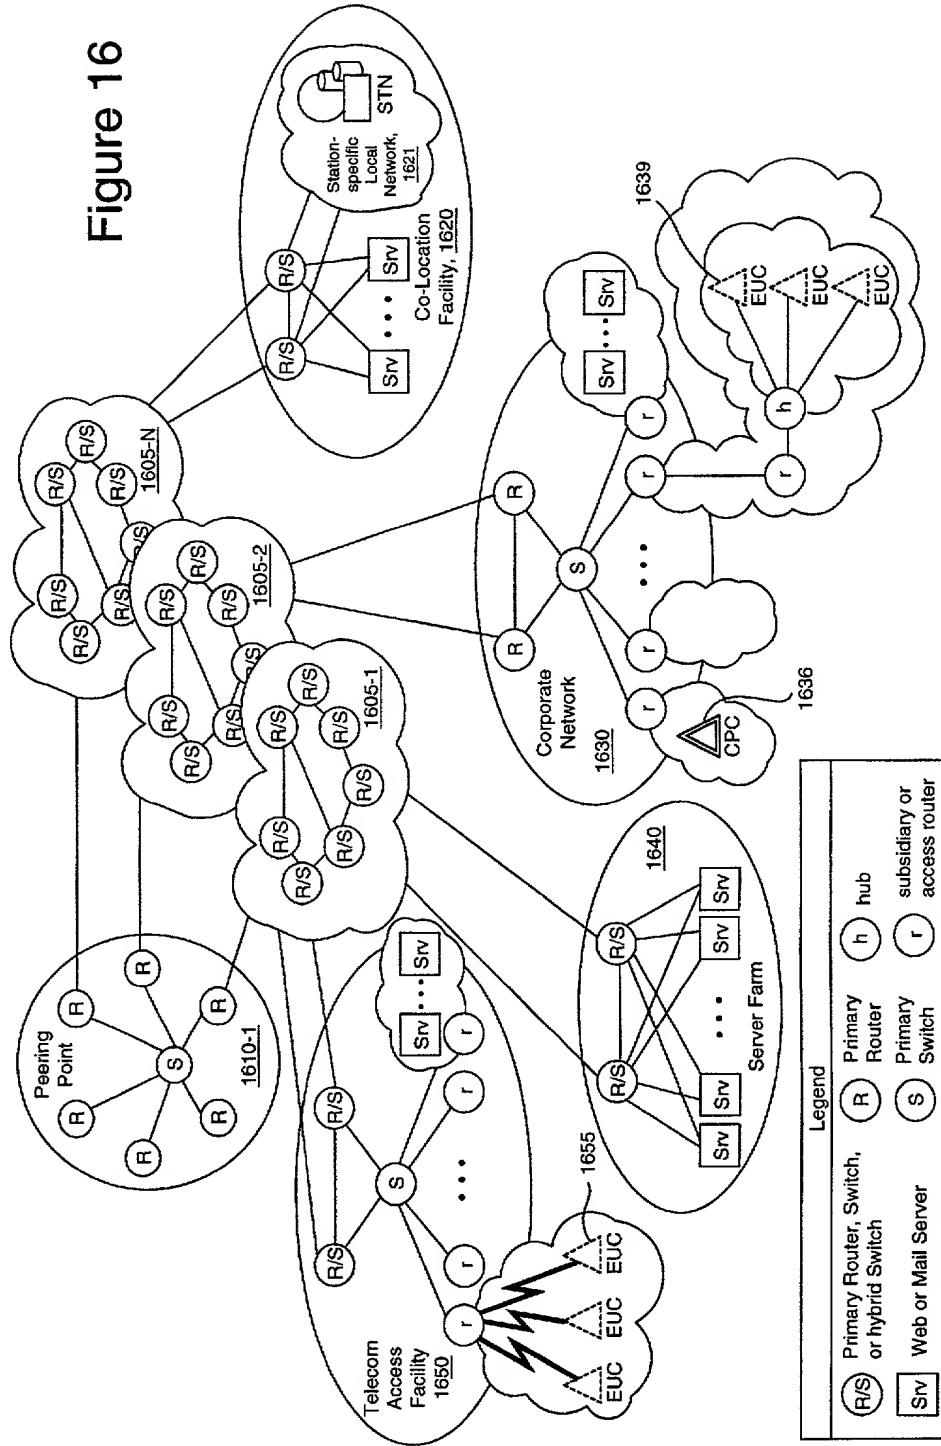 Figure 16
Peering
Point
R
R
R
R
R
R
S
1610-1
R/S
R/S
R/S
R/S
R/S
R/S
R/S
1605-N
R/S
R/S
R/S
R/S
R/S
R/S
R/S
1605-2
R/S
R/S
R/S
R/S
R/S
R/S
R/S
1605-1
R/S
R/S
Srv ••• Srv
Co-Location
Facility, 1620
Station-
specific
Local
Network,
1621
STN
Telecom
Access
Facility
1650
R/S
R/S
S
Srv ••• Srv
r
r
•••
r
r
EUC
EUC
EUC
1655
R/S
R/S
Srv
Srv
•••
Srv
Srv
Server Farm
1640
Corporate
Network
1630
R
R
S
r
r
•••
r
r
Srv ••• Srv
CPC
1636
r
h
EUC
EUC
EUC
1639
Legend
R/S Primary Router, Switch,
or hybrid Switch
R Primary
Router
h hub
Srv Web or Mail Server
S Primary
Switch
r subsidiary or
access router